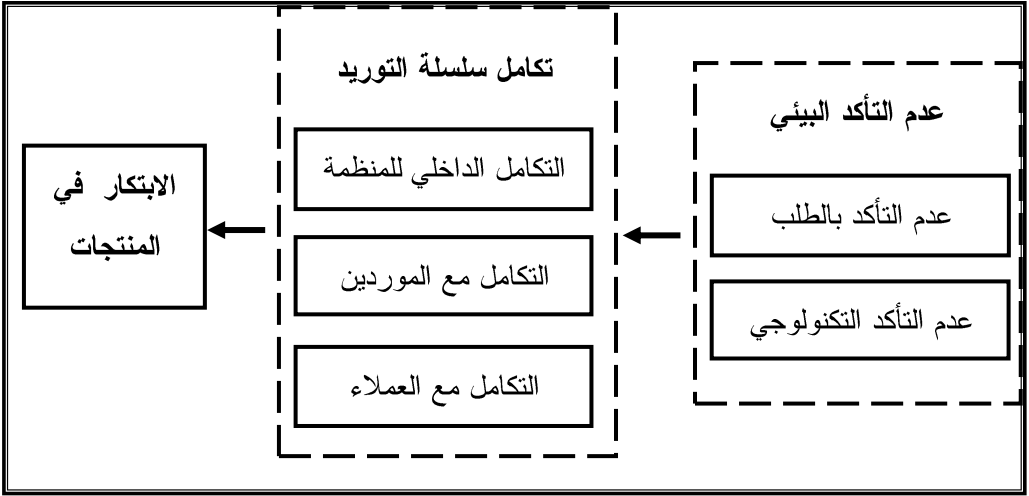 عدم التأكد البيئي
عدم التأكد بالطلب
عدم التأكد التكنولوجي
تكامل سلسلة التوريد
التكامل الداخلي للمنظمة
التكامل مع الموردين
التكامل مع العملاء
الابتكار في
المنتجات